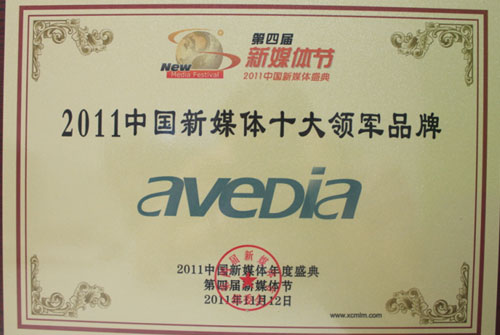 New
Media Festival
第四届
新媒体节
2011中国新媒体盛典
2011中国新媒体十大领军品牌
avedia
2011中国新媒体年度盛典
第四届新媒体节
2011年11月12日
www.xcmlm.com